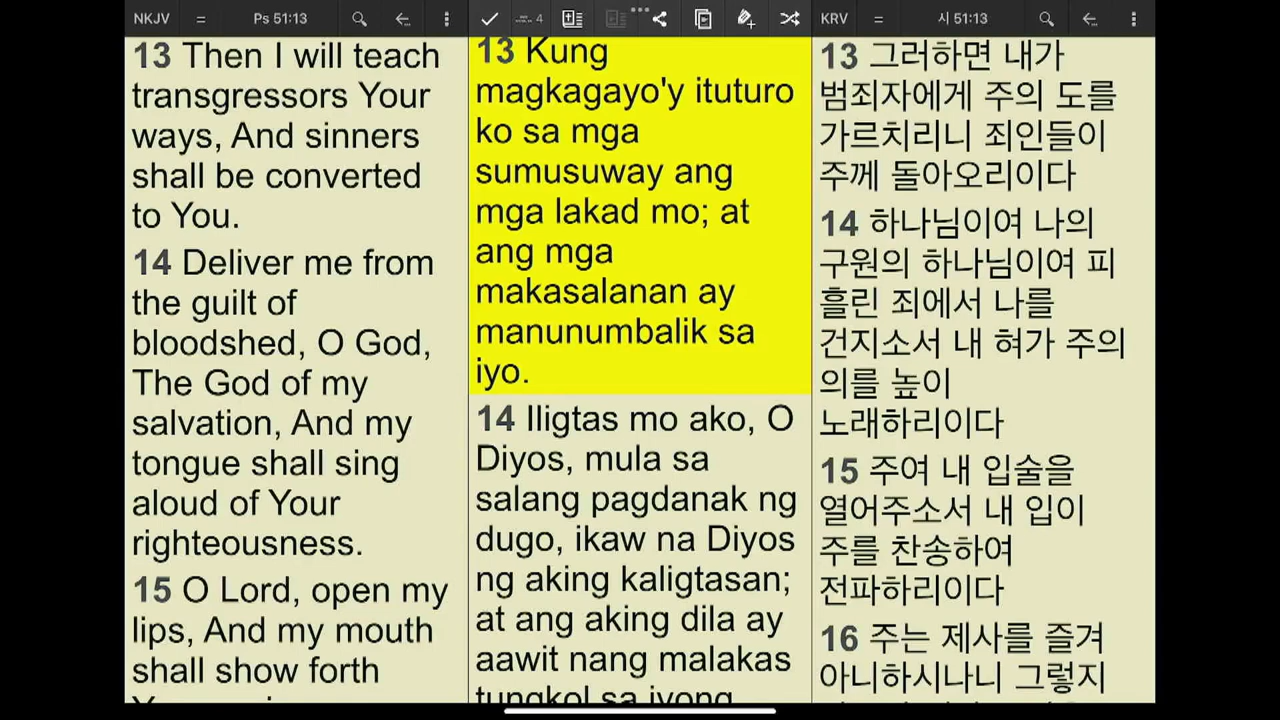 NKJV = Ps 51:13
13 Then I will teach
transgressors Your
ways, And sinners
shall be converted
to You.
14 Deliver me from
the guilt of
bloodshed, O God,
The God of my
salvation, And my
tongue shall sing
aloud of Your
righteousness.
15 O Lord, open my
lips, And my mouth
shall show forth
4
13 Kung
magkagayo'y ituturo
ko sa mga
sumusuway ang
mga lakad mo; at
ang mga
makasalanan ay
manunumbalik sa
iyo.
14 Iligtas mo ako, O
Diyos, mula sa
salang pagdanak ng
dugo, ikaw na Diyos
ng aking kaligtasan;
at ang aking dila ay
aawit nang malakas
tungkol sa iyong
KRV = 시 51:13
13 그러하면 내가
범죄자에게 주의 도를
가르치리니 죄인들이
주께 돌아오리이다
14 하나님이여 나의
구원의 하나님이여 피
흘린 죄에서 나를
건지소서 내 혀가 주의
의를 높이
노래하리이다
15 주여 내 입술을
열어주소서 내 입이
주를 찬송하여
전파하리이다
16 주는 제사를 즐겨
아니하시나니 그렇지